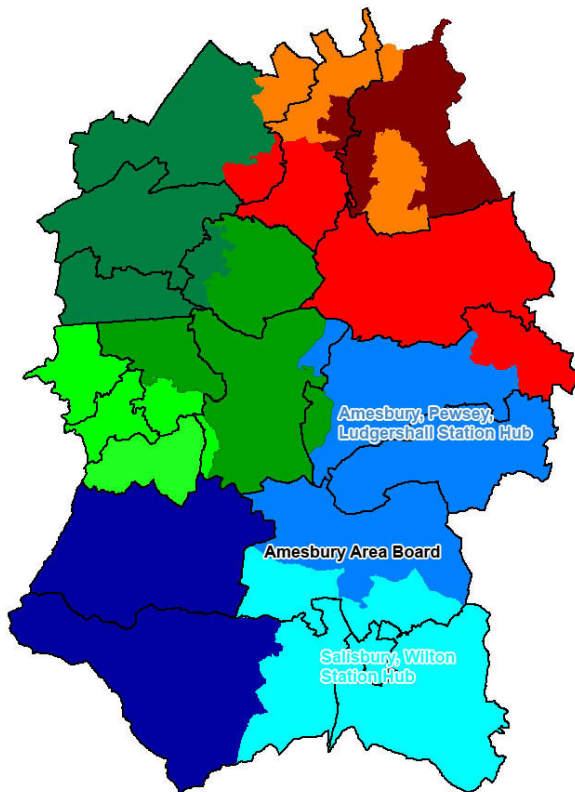 Amesbury, Pewsey,
Ludgershall Station Hub
Amesbury Area Board
Salisbury, Wilton
Station Hub